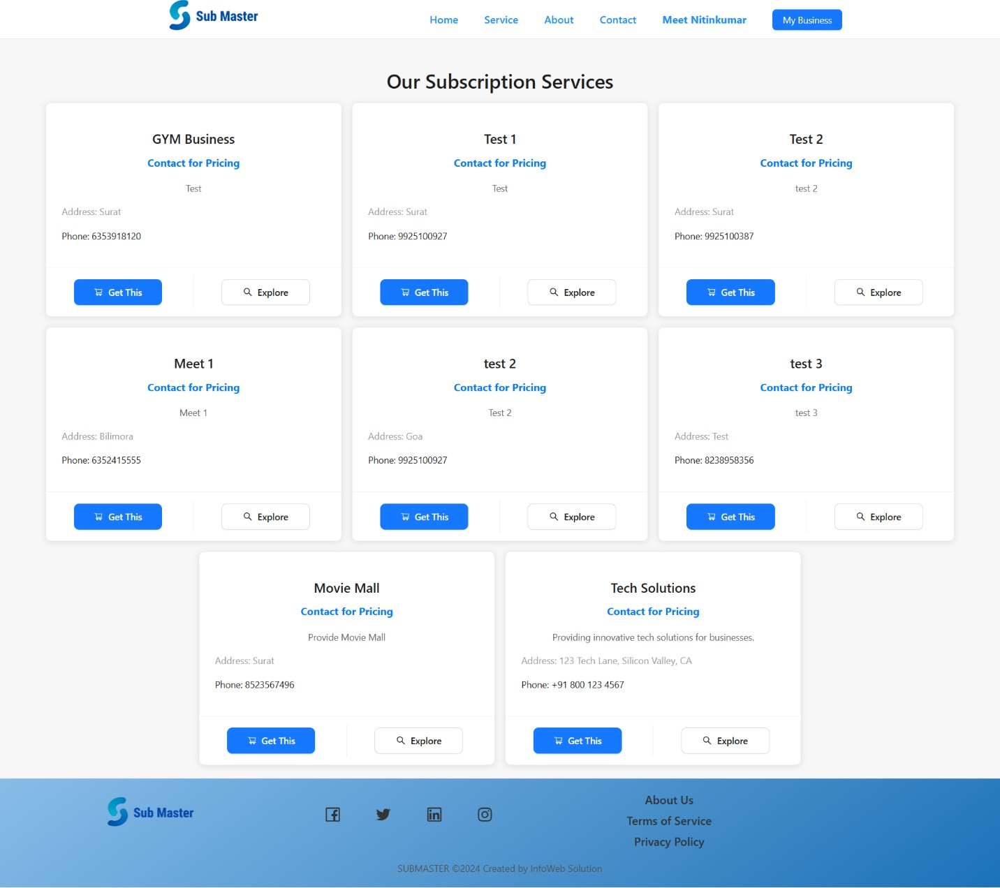 Sub Master
Home Service About Contact Meet Nitinkumar My Business
Our Subscription Services
GYM Business
Contact for Pricing
Test
Address: Surat
Phone: 6353918120
Get This Explore
Test 1
Contact for Pricing
Test
Address: Surat
Phone: 9925100927
Get This Explore
Test 2
Contact for Pricing
test 2
Address: Surat
Phone: 9925100387
Get This Explore
Meet 1
Contact for Pricing
Meet 1
Address: Bilimora
Phone: 6352415555
Get This Explore
test 2
Contact for Pricing
Test 2
Address: Goa
Phone: 9925100927
Get This Explore
test 3
Contact for Pricing
test 3
Address: Test
Phone: 8238958356
Get This Explore
Movie Mall
Contact for Pricing
Provide Movie Mall
Address: Surat
Phone: 8523567496
Get This Explore
Tech Solutions
Contact for Pricing
Providing innovative tech solutions for businesses.
Address: 123 Tech Lane, Silicon Valley, CA
Phone: +91 800 123 4567
Get This Explore
Sub Master
About Us
Terms of Service
Privacy Policy
SUBMASTER ©2024 Created by InfoWeb Solution